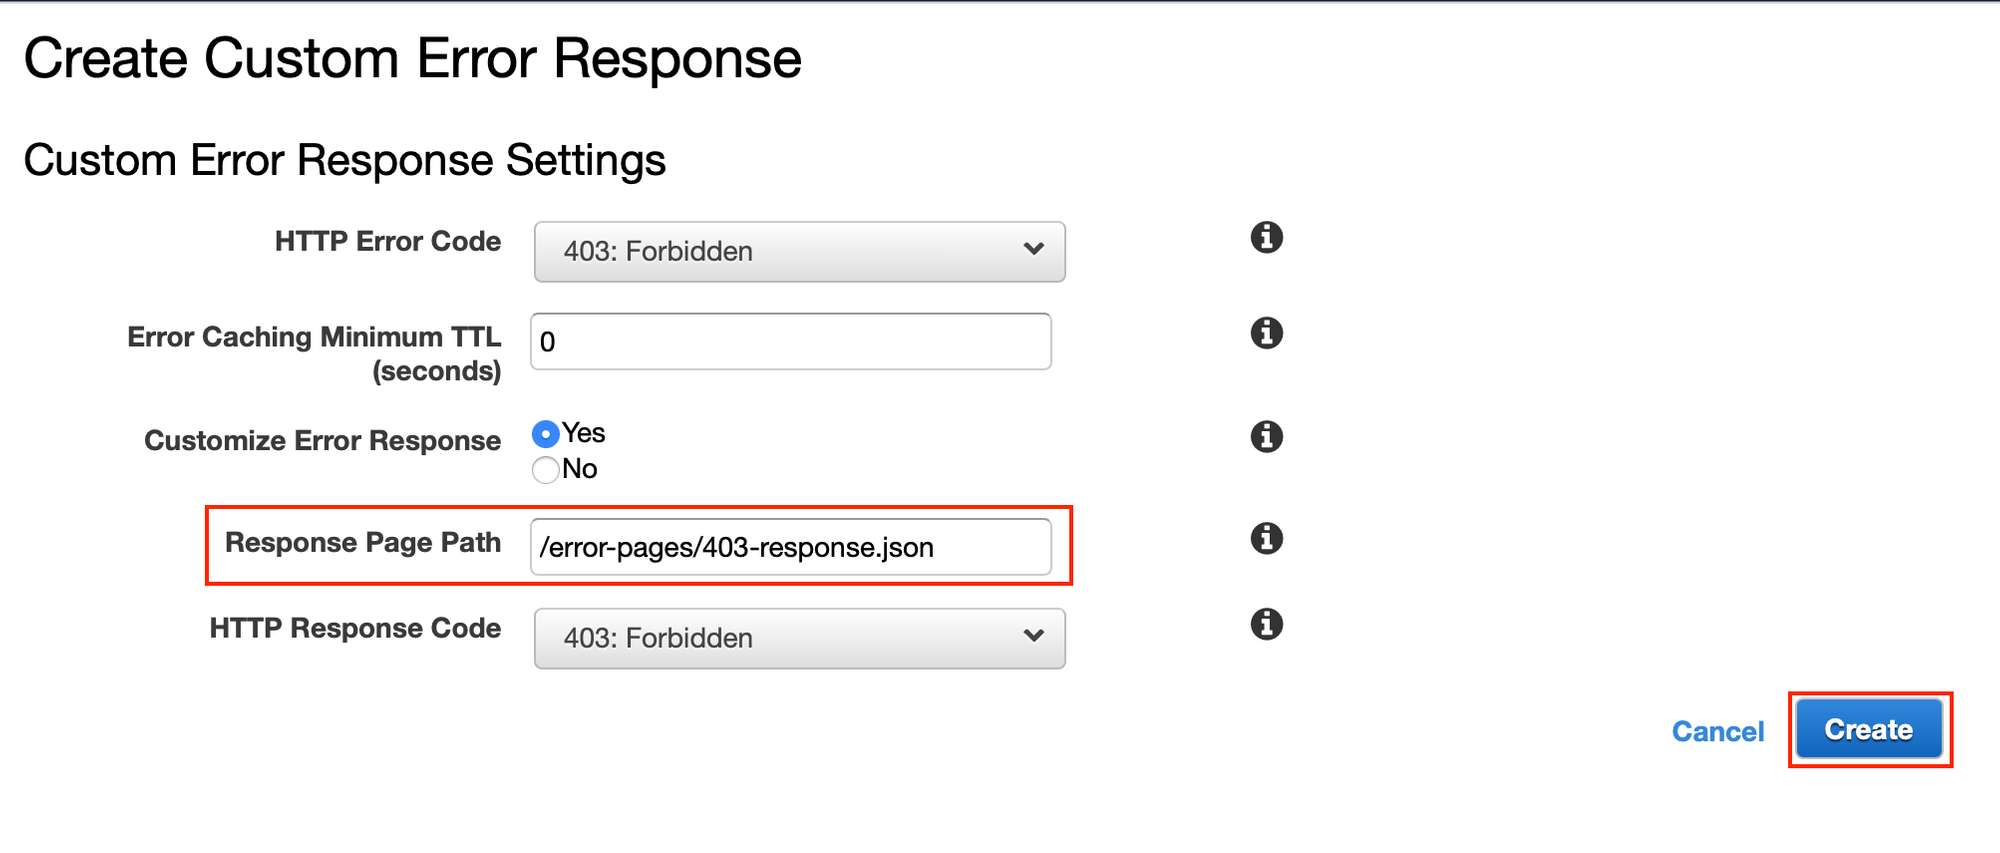 Create Custom Error Response
Custom Error Response Settings
HTTP Error Code
403: Forbidden
Error Caching Minimum TTL
(seconds)
0
Customize Error Response
Yes
No
Response Page Path
/error-pages/403-response.json
HTTP Response Code
403: Forbidden
Cancel
Create